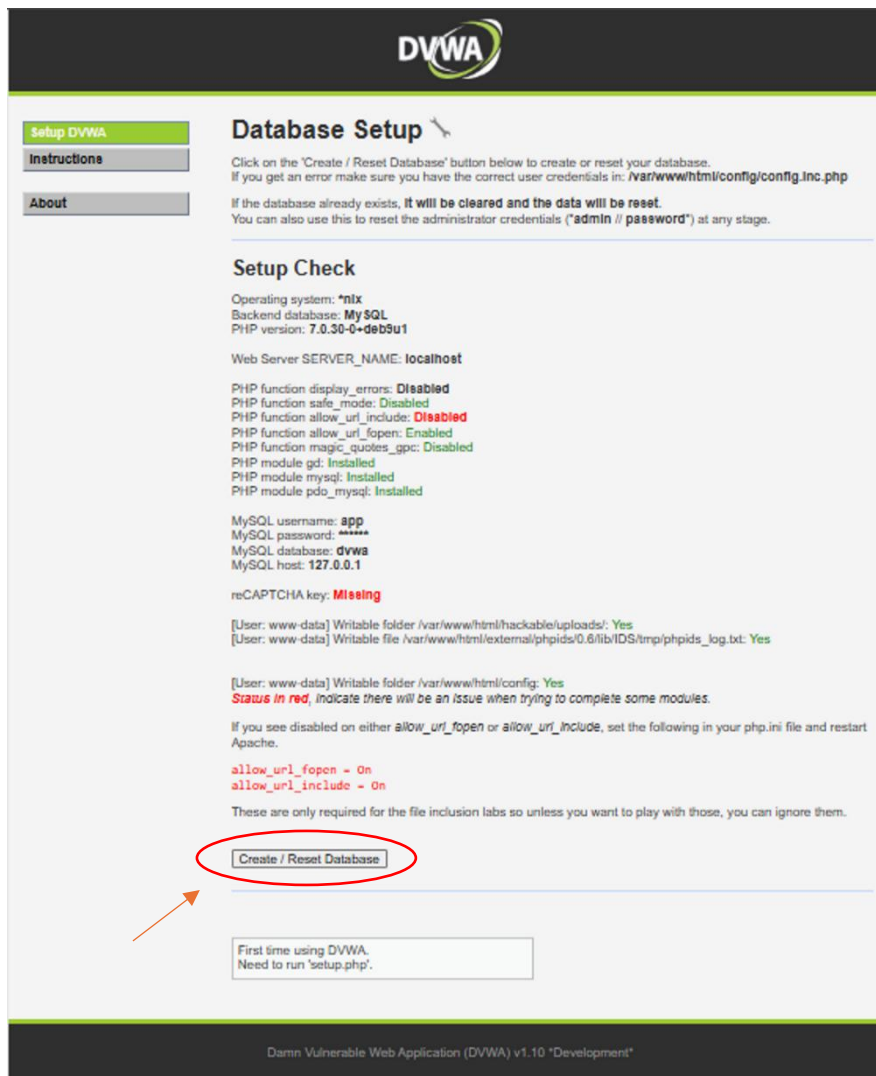 DVWA
Setup DVWA
Instructions
About
Database Setup
Click on the 'Create / Reset Database' button below to create or reset your database.
If you get an error make sure you have the correct user credentials in: /var/www/html/config/config.inc.php
If the database already exists, it will be cleared and the data will be reset.
You can also use this to reset the administrator credentials ("admin // password") at any stage.
Setup Check
Operating system: *nix
Backend database: MySQL
PHP version: 7.0.30-0+deb9u1
Web Server SERVER_NAME: localhost
PHP function display_errors: Disabled
PHP function safe_mode: Disabled
PHP function allow_url_include: Disabled
PHP function allow_url_fopen: Enabled
PHP function magic_quotes_gpc: Disabled
PHP module gd: Installed
PHP module mysql: Installed
PHP module pdo_mysql: Installed
MySQL username: app
MySQL password: ******
MySQL database: dvwa
MySQL host: 127.0.0.1
reCAPTCHA key: Missing
[User: www-data] Writable folder /var/www/html/hackable/uploads/: Yes
[User: www-data] Writable file /var/www/html/external/phpids/0.6/lib/IDS/tmp/phpids_log.txt: Yes
[User: www-data] Writable folder /var/www/html/config: Yes
Status in red, indicate there will be an issue when trying to complete some modules.
If you see disabled on either allow_url_fopen or allow_url_include, set the following in your php.ini file and restart
Apache.
allow_url_fopen = On
allow_url_include = On
These are only required for the file inclusion labs so unless you want to play with those, you can ignore them.
Create / Reset Database
First time using DVWA.
Need to run 'setup.php'.
Damn Vulnerable Web Application (DVWA) v1.10 *Development*